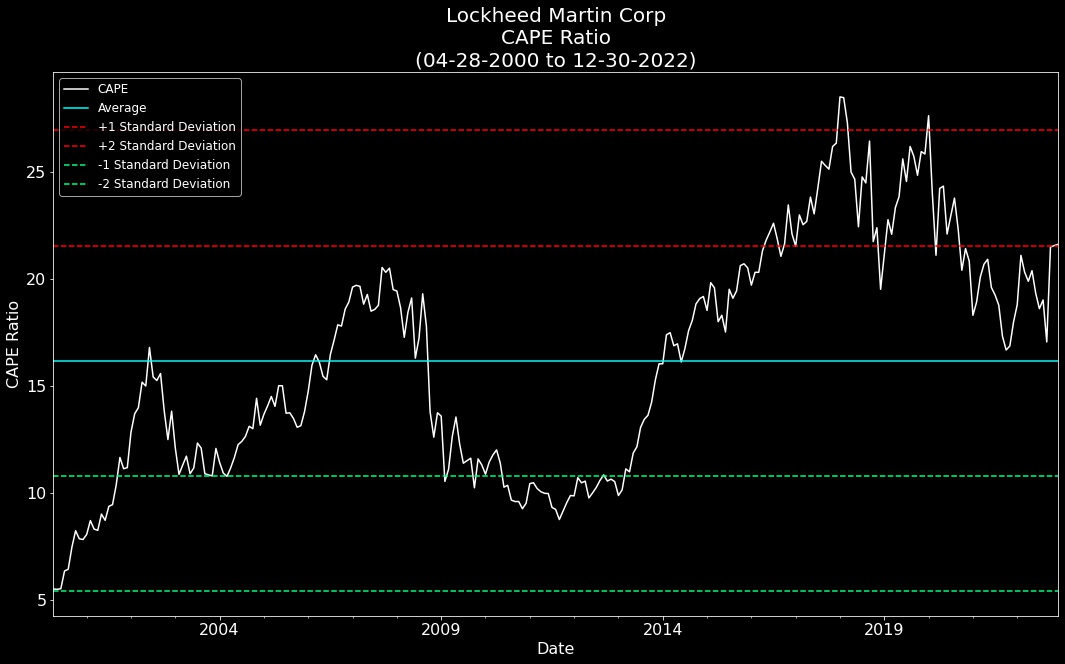 Lockheed Martin Corp
CAPE Ratio
(04-28-2000 to 12-30-2022)
CAPE
Average
+1 Standard Deviation
+2 Standard Deviation
-1 Standard Deviation
-2 Standard Deviation
25
20
15
10
5
CAPE Ratio
2004
2009
2014
2019
Date